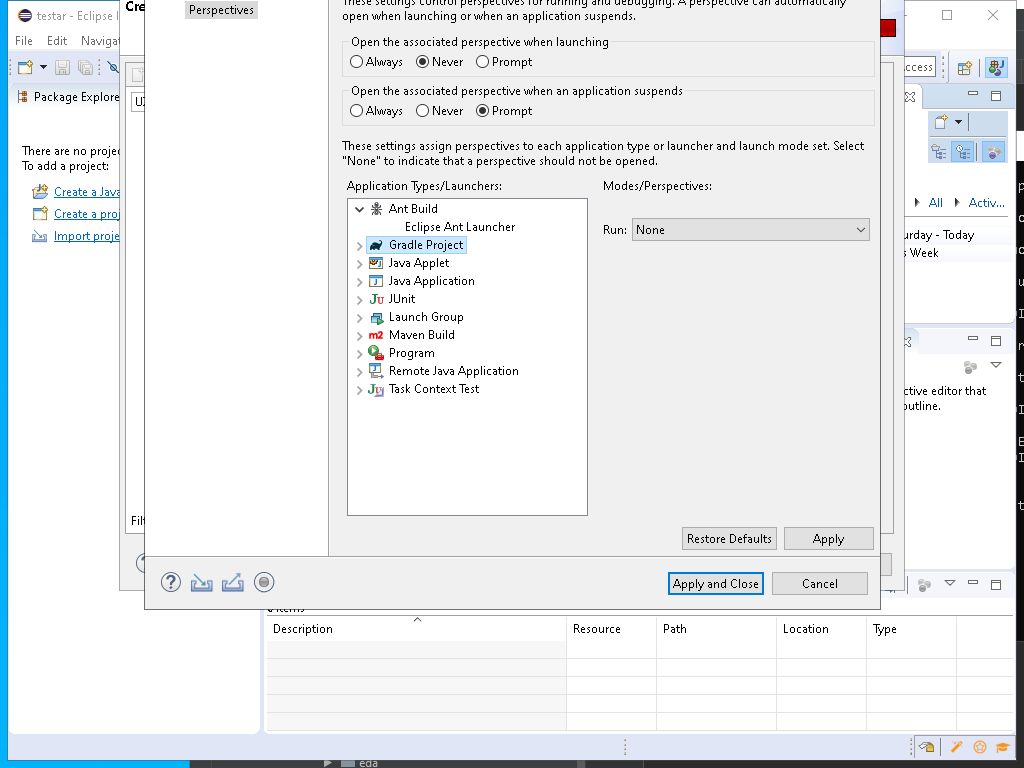 testar - Eclipse I
File Edit Navigat
Cre
Perspectives
These settings control perspectives for running and debugging. A perspective can automatically
open when launching or when an application suspends.
Open the associated perspective when launching
Always Never Prompt
Open the associated perspective when an application suspends
Always Never Prompt
These settings assign perspectives to each application type or launcher and launch mode set. Select
"None" to indicate that a perspective should not be opened.
Application Types/Launchers:
Modes/Perspectives:
Ant Build
Eclipse Ant Launcher
Gradle Project
Java Applet
Java Application
JUnit
Launch Group
Maven Build
Program
Remote Java Application
Task Context Test
Run: None
Restore Defaults Apply
Apply and Close Cancel
Package Explore
There are no projec
To add a project:
Create a Java
Create a proj
Import proje
Filt
ccess
All Activ...
urday - Today
s Week
ctive editor that
outline.
0 items
Description Resource Path Location Type
eda